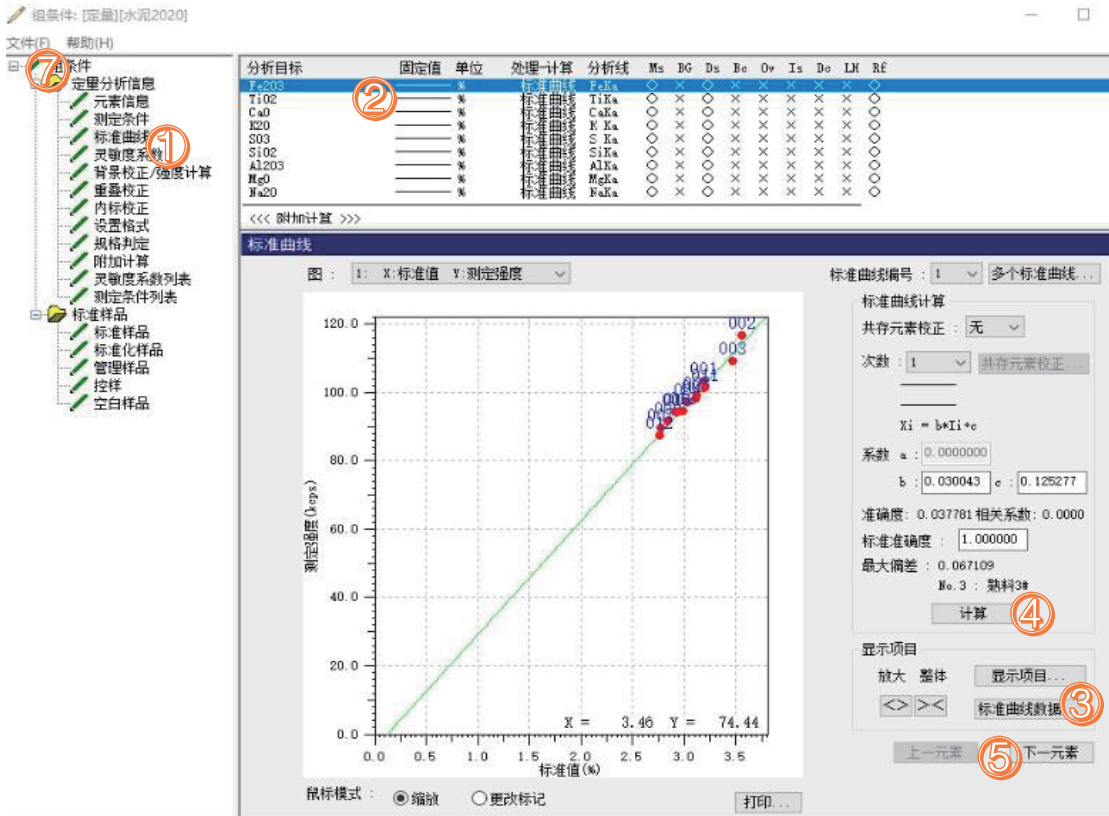 组条件: [定量][水泥2020]
文件(F) 帮助(H)
⑦
组条件
定量分析信息
元素信息
测定条件
标准曲线
①
灵敏度系数
背景校正/强度计算
重叠校正
内标校正
设置格式
规格判定
附加计算
灵敏度系数列表
测定条件列表
标准样品
标准样品
标准化样品
管理样品
控样
空白样品
分析目标 固定值 单位 处理-计算 分析线 Ms BG Ds Bc Ov Is De LH Rf
Fe2O3 % 标准曲线 FeKa ◇ × ◇ × × × × × ◇
②
TiO2 % 标准曲线 TiKa ○ × ○ × × × × × ○
CaO % 标准曲线 CaKa ○ × ○ × × × × × ○
K2O % 标准曲线 K Ka ○ × ○ × × × × × ○
SO3 % 标准曲线 S Ka ○ × ○ × × × × × ○
SiO2 % 标准曲线 SiKa ○ × ○ × × × × × ○
Al2O3 % 标准曲线 AlKa ○ × ○ × × × × × ○
MgO % 标准曲线 MgKa ○ × ○ × × × × × ○
Na2O % 标准曲线 NaKa ○ × ○ × × × × × ○
<<< 附加计算 >>>
标准曲线
图 : 1: X:标准值 Y:测定强度
标准曲线编号 : 1 多个标准曲线...
标准曲线计算
共存元素校正 : 无
次数 : 1 共存元素校正...
Xi = b*Ii+c
系数 a : 0.0000000
b : 0.030043 c : 0.125277
准确度: 0.037781 相关系数: 0.0000
标准准确度 : 1.000000
最大偏差 : 0.067109
No.3 : 熟料3#
计算
④
显示项目
放大 整体 显示项目...
<> >< 标准曲线数据
③
上一元素 ⑤ 下一元素
测定强度(kcps)
120.0
100.0
80.0
60.0
40.0
20.0
0.0
002
003
001
012
X = 3.46 Y = 74.44
0.0 0.5 1.0 1.5 2.0 2.5 3.0 3.5
标准值(%)
鼠标模式 : 缩放 更改标记
打印...